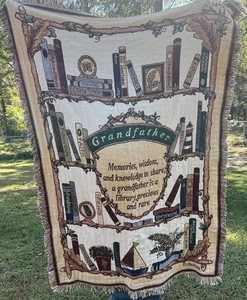 Grandfather
Memories, wisdom,
and knowledge to share,
a grandfather is a
library, precious
and rare